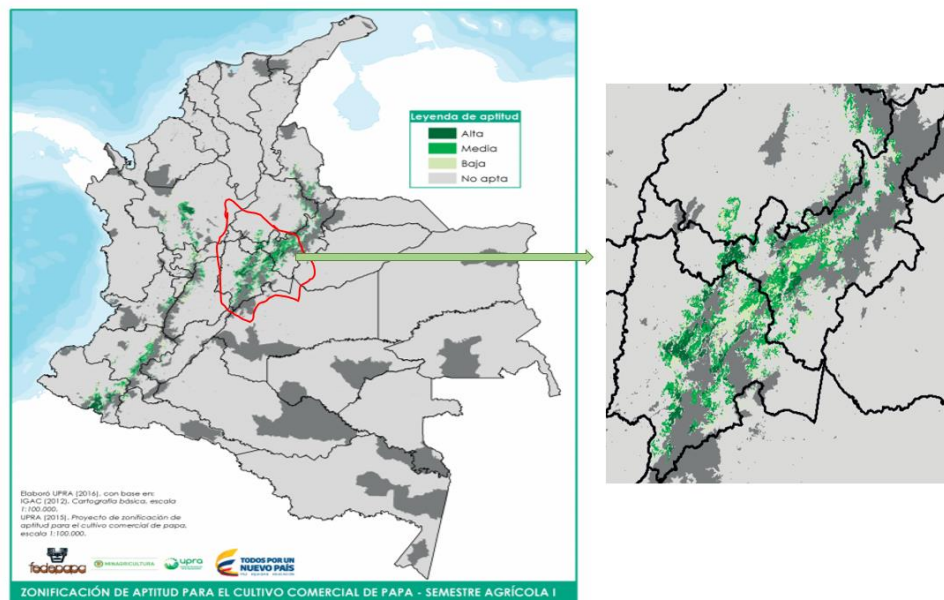 Leyenda de aptitud
Alta
Media
Baja
No apta
Elaboró UPRA (2016), con base en:
IGAC (2012). Cartografía básica, escala
1:100.000.
UPRA (2015). Proyecto de zonificación de
aptitud para el cultivo comercial de papa,
escala 1:100.000.
fedepapa
MINAGRICULTURA
upra
TODOS POR UN
NUEVO PAÍS
PAZ EQUIDAD EDUCACIÓN
ZONIFICACIÓN DE APTITUD PARA EL CULTIVO COMERCIAL DE PAPA - SEMESTRE AGRÍCOLA I